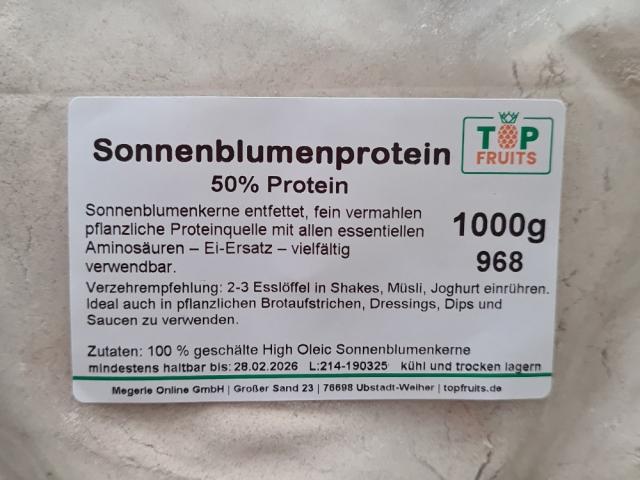 TOP
FRUITS
Sonnenblumenprotein
50% Protein
Sonnenblumenkerne entfettet, fein vermahlen
pflanzliche Proteinquelle mit allen essentiellen
Aminosäuren – Ei-Ersatz – vielfältig
verwendbar.
1000g
968
Verzehrempfehlung: 2-3 Esslöffel in Shakes, Müsli, Joghurt einrühren.
Ideal auch in pflanzlichen Brotaufstrichen, Dressings, Dips und
Saucen zu verwenden.
Zutaten: 100 % geschälte High Oleic Sonnenblumenkerne
mindestens haltbar bis: 28.02.2026 L:214-190325 kühl und trocken lagern
Megerle Online GmbH | Großer Sand 23 | 76698 Ubstadt-Weiher | topfruits.de